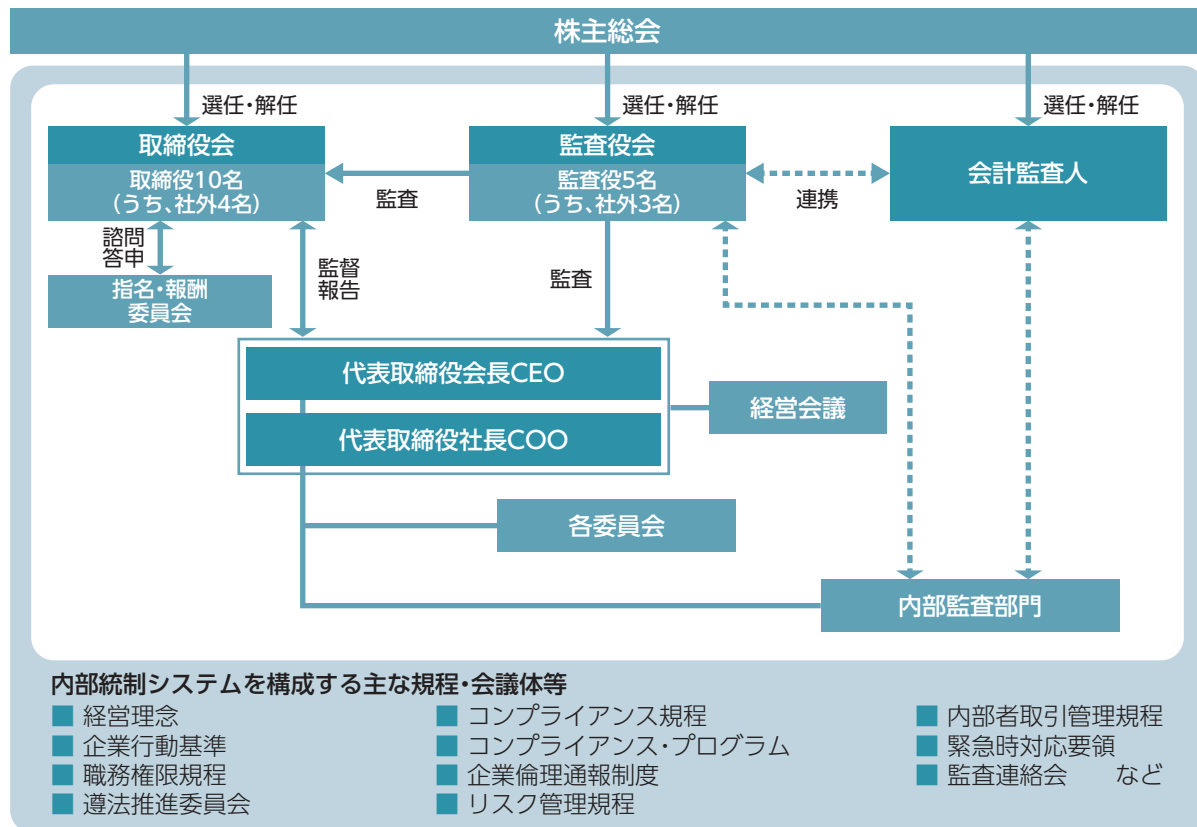 株主総会
選任・解任
選任・解任
選任・解任
取締役会
取締役10名
(うち、社外4名)
監査
監査役会
監査役5名
(うち、社外3名)
連携
会計監査人
諮問
答申
指名・報酬
委員会
監督
報告
監査
代表取締役会長CEO
代表取締役社長COO
経営会議
各委員会
内部監査部門
内部統制システムを構成する主な規程・会議体等
経営理念
企業行動基準
職務権限規程
遵法推進委員会
コンプライアンス規程
コンプライアンス・プログラム
企業倫理通報制度
リスク管理規程
内部者取引管理規程
緊急時対応要領
監査連絡会 など